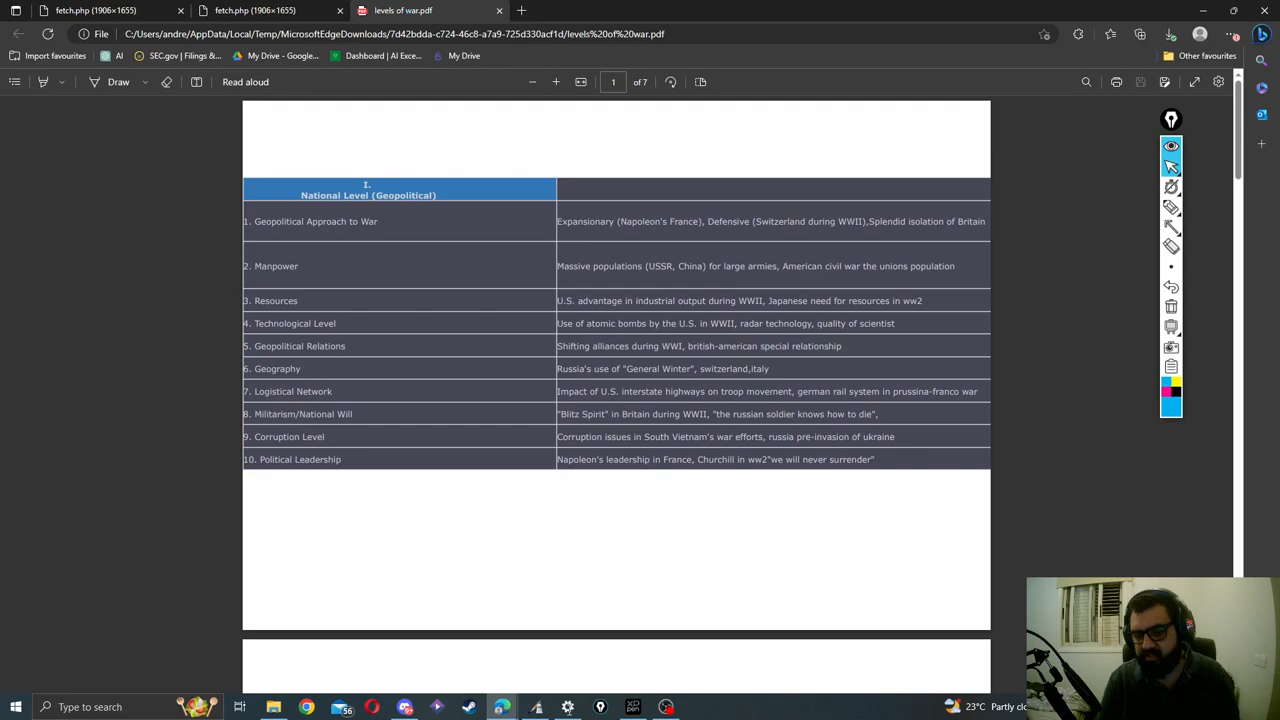 fetch.php (1906×1655)
fetch.php (1906×1655)
levels of war.pdf
File
C:/Users/andre/AppData/Local/Temp/MicrosoftEdgeDownloads/7d42bdda-c724-46c8-a7a9-725d330acf1d/levels%20of%20war.pdf
Import favourites
AI
SEC.gov | Filings &...
My Drive - Google...
Dashboard | AI Exce...
My Drive
Other favourites
Draw
Read aloud
1
of 7
I.
National Level (Geopolitical)
1. Geopolitical Approach to War
Expansionary (Napoleon's France), Defensive (Switzerland during WWII),Splendid isolation of Britain
2. Manpower
Massive populations (USSR, China) for large armies, American civil war the unions population
3. Resources
U.S. advantage in industrial output during WWII, Japanese need for resources in ww2
4. Technological Level
Use of atomic bombs by the U.S. in WWII, radar technology, quality of scientist
5. Geopolitical Relations
Shifting alliances during WWI, british-american special relationship
6. Geography
Russia's use of "General Winter", switzerland,italy
7. Logistical Network
Impact of U.S. interstate highways on troop movement, german rail system in prussina-franco war
8. Militarism/National Will
"Blitz Spirit" in Britain during WWII, "the russian soldier knows how to die",
9. Corruption Level
Corruption issues in South Vietnam's war efforts, russia pre-invasion of ukraine
10. Political Leadership
Napoleon's leadership in France, Churchill in ww2"we will never surrender"
Type here to search
56
XP
PEN
23°C Partly clo